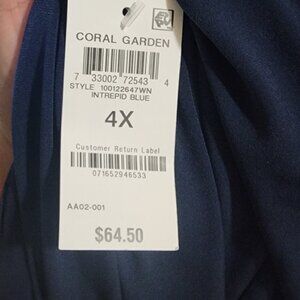 CORAL GARDEN
7 33002 72543 4
STYLE 100122647WN
INTREPID BLUE
4X
Customer Return Label
071652946533
AA02-001
$64.50